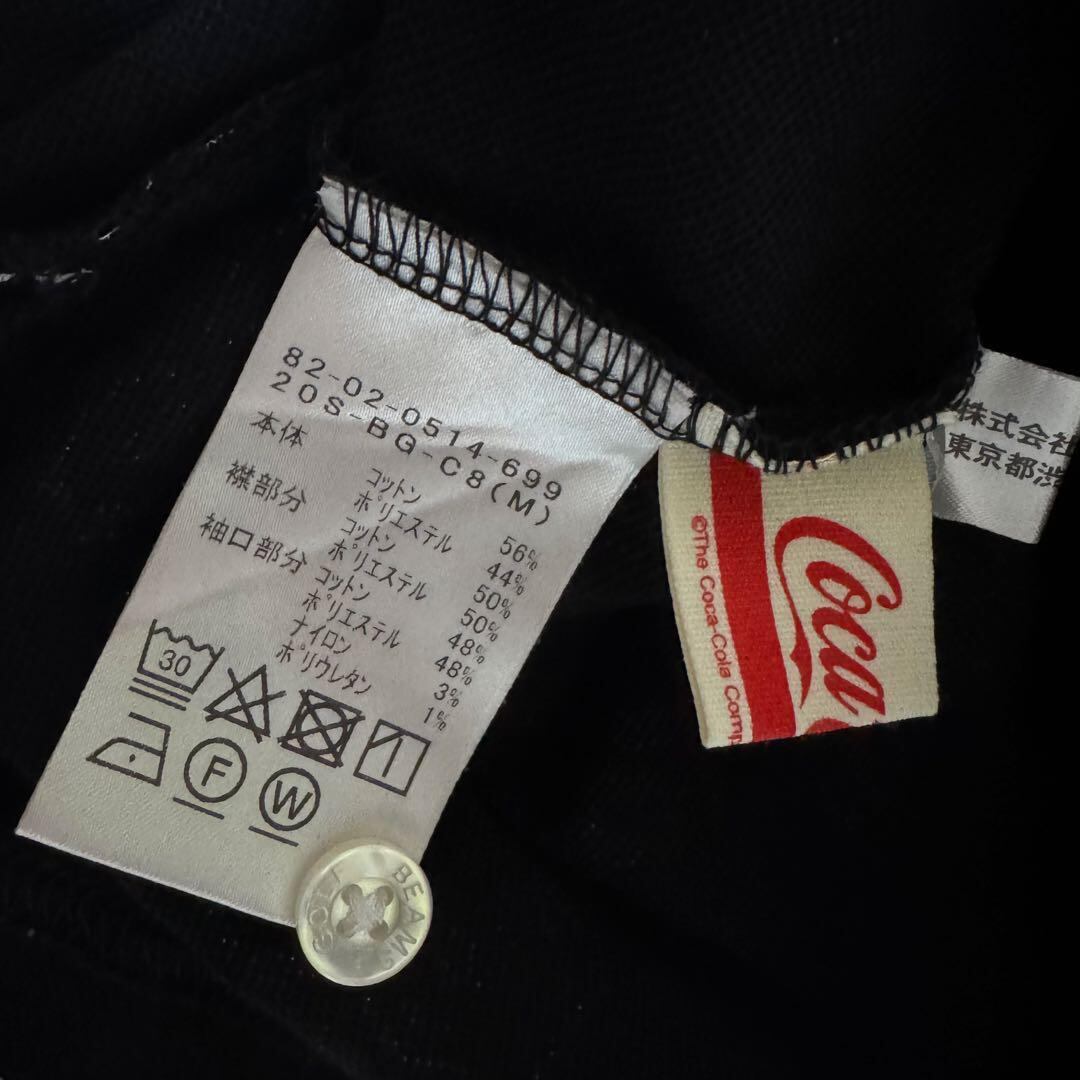 82-02-0514-699
20S-BG-C8(M)
本体 コットン 56%
ポリエステル 44%
襟部分 コットン 50%
ポリエステル 50%
袖口部分 コットン 48%
ポリエステル 48%
ナイロン 3%
ポリウレタン 1%
30
F
W
BEAMS
GOLF
©The Coca-Cola Comp
Coca
株式会社
東京都渋